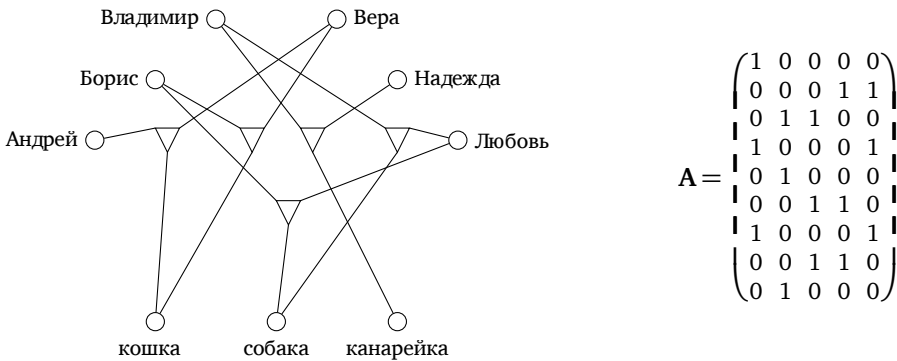 Владимир Вера
Борис Надежда
Андрей Любовь
кошка собака канарейка
A =
1 0 0 0 0
0 0 0 1 1
0 1 1 0 0
1 0 0 0 1
0 1 0 0 0
0 0 1 1 0
1 0 0 0 1
0 0 1 1 0
0 1 0 0 0